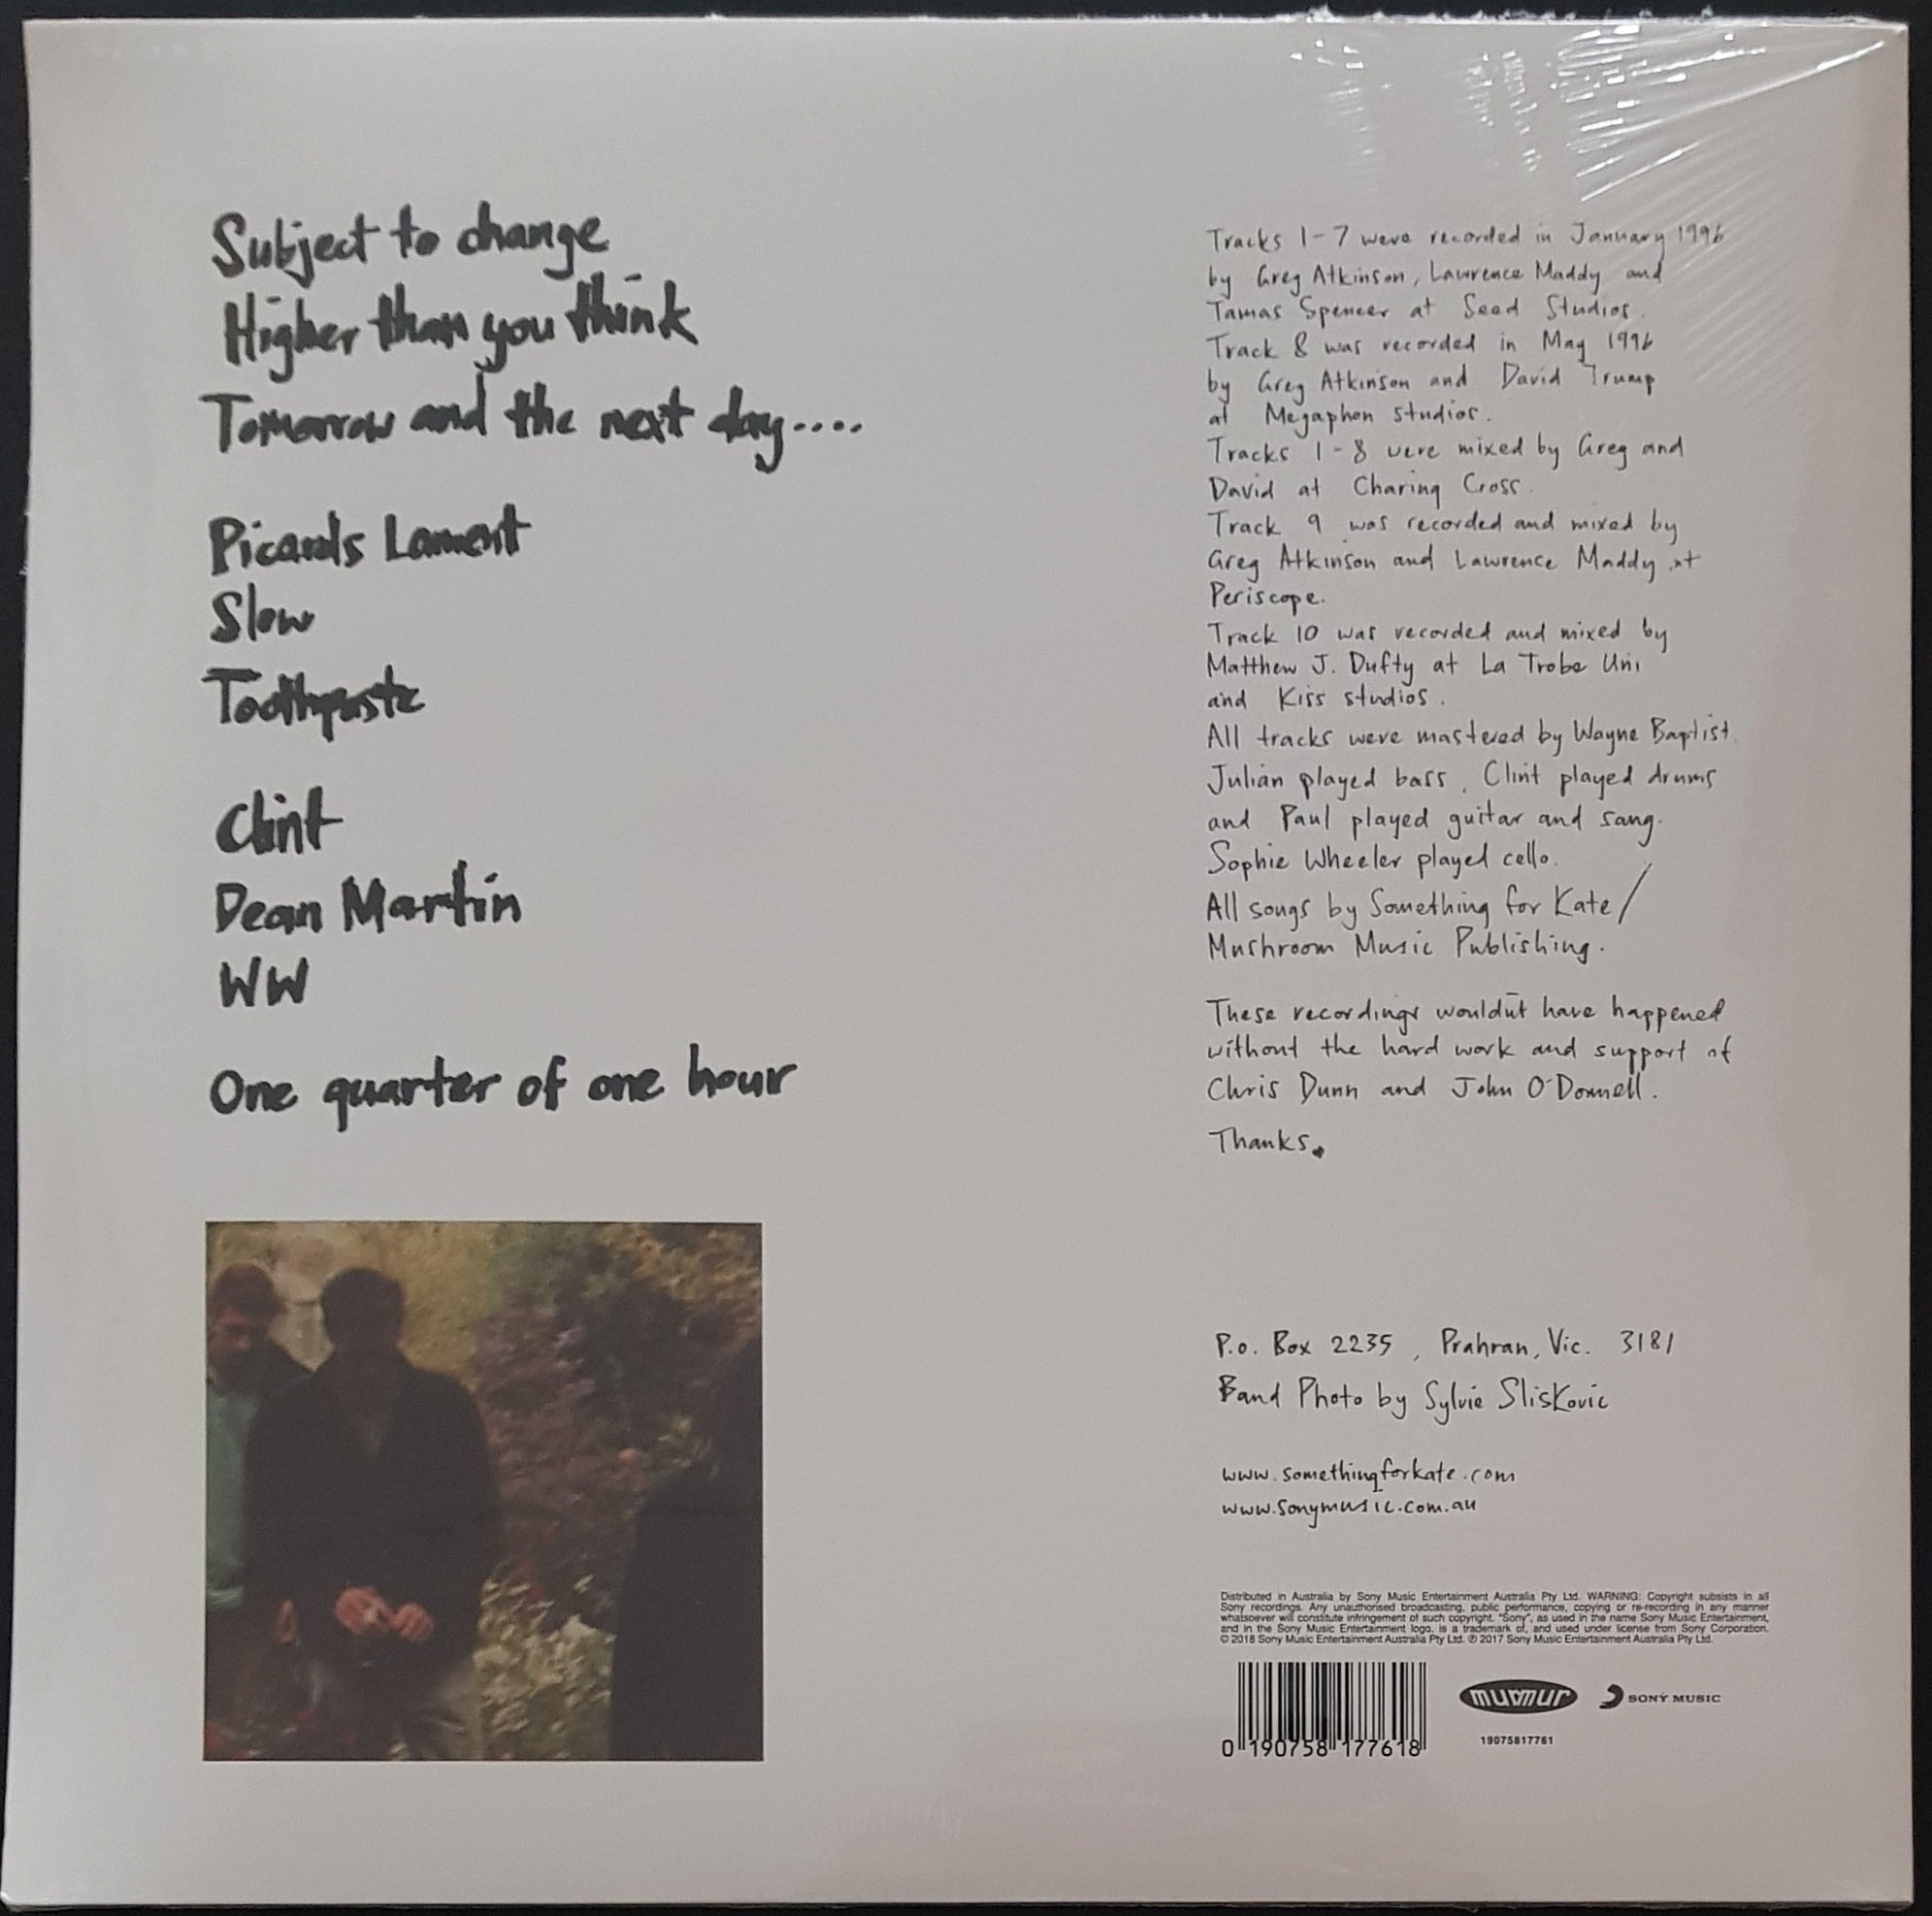 Subject to change
Higher than you think
Tomorrow and the next day....
Picards Lament
Slow
Toothpaste
Clint
Dean Martin
WW
One quarter of one hour
Tracks 1-7 were recorded in January 1996
by Greg Atkinson, Lawrence Maddy and
Tamas Spencer at Seed Studios.
Track 8 was recorded in May 1996
by Greg Atkinson and David Trump
at Megaphon studios.
Tracks 1-8 were mixed by Greg and
David at Charing Cross.
Track 9 was recorded and mixed by
Greg Atkinson and Lawrence Maddy at
Periscope.
Track 10 was recorded and mixed by
Matthew J. Dufty at La Trobe Uni
and Kiss studios.
All tracks were mastered by Wayne Baptist.
Julian played bass, Clint played drums
and Paul played guitar and sang.
Sophie Wheeler played cello.
All songs by Something for Kate/
Mushroom Music Publishing.
These recordings wouldn't have happened
without the hard work and support of
Chris Dunn and John O'Donnell.
Thanks.
P.o. Box 2235, Prahran, Vic. 3181
Band Photo by Sylvie Sliskovic
www.somethingforkate.com
www.sonymusic.com.au
Distributed in Australia by Sony Music Entertainment Australia Pty Ltd. WARNING: Copyright subsists in all
Sony recordings. Any unauthorised broadcasting, public performance, copying or re-recording in any manner
whatsoever will constitute infringement of such copyright. "Sony", as used in the name Sony Music Entertainment,
and in the Sony Music Entertainment logo, is a trademark of, and used under license from Sony Corporation.
© 2018 Sony Music Entertainment Australia Pty Ltd. ℗ 2017 Sony Music Entertainment Australia Pty Ltd.
0 190758 177618
murmur
SONY MUSIC
19075817761